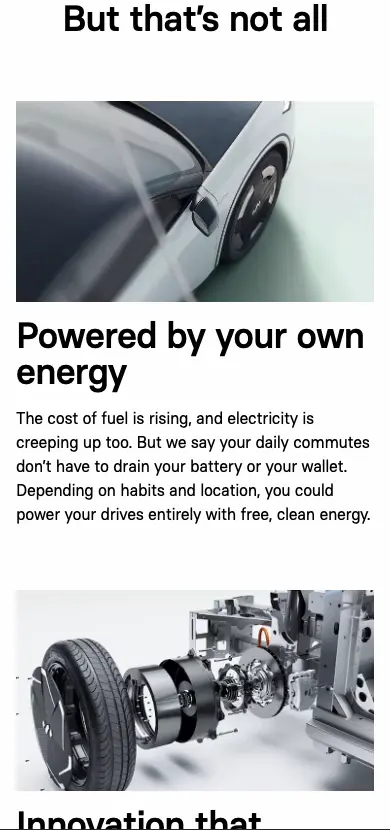 But that's not all
Powered by your own
energy
The cost of fuel is rising, and electricity is
creeping up too. But we say your daily commutes
don't have to drain your battery or your wallet.
Depending on habits and location, you could
power your drives entirely with free, clean energy.
Innovation that